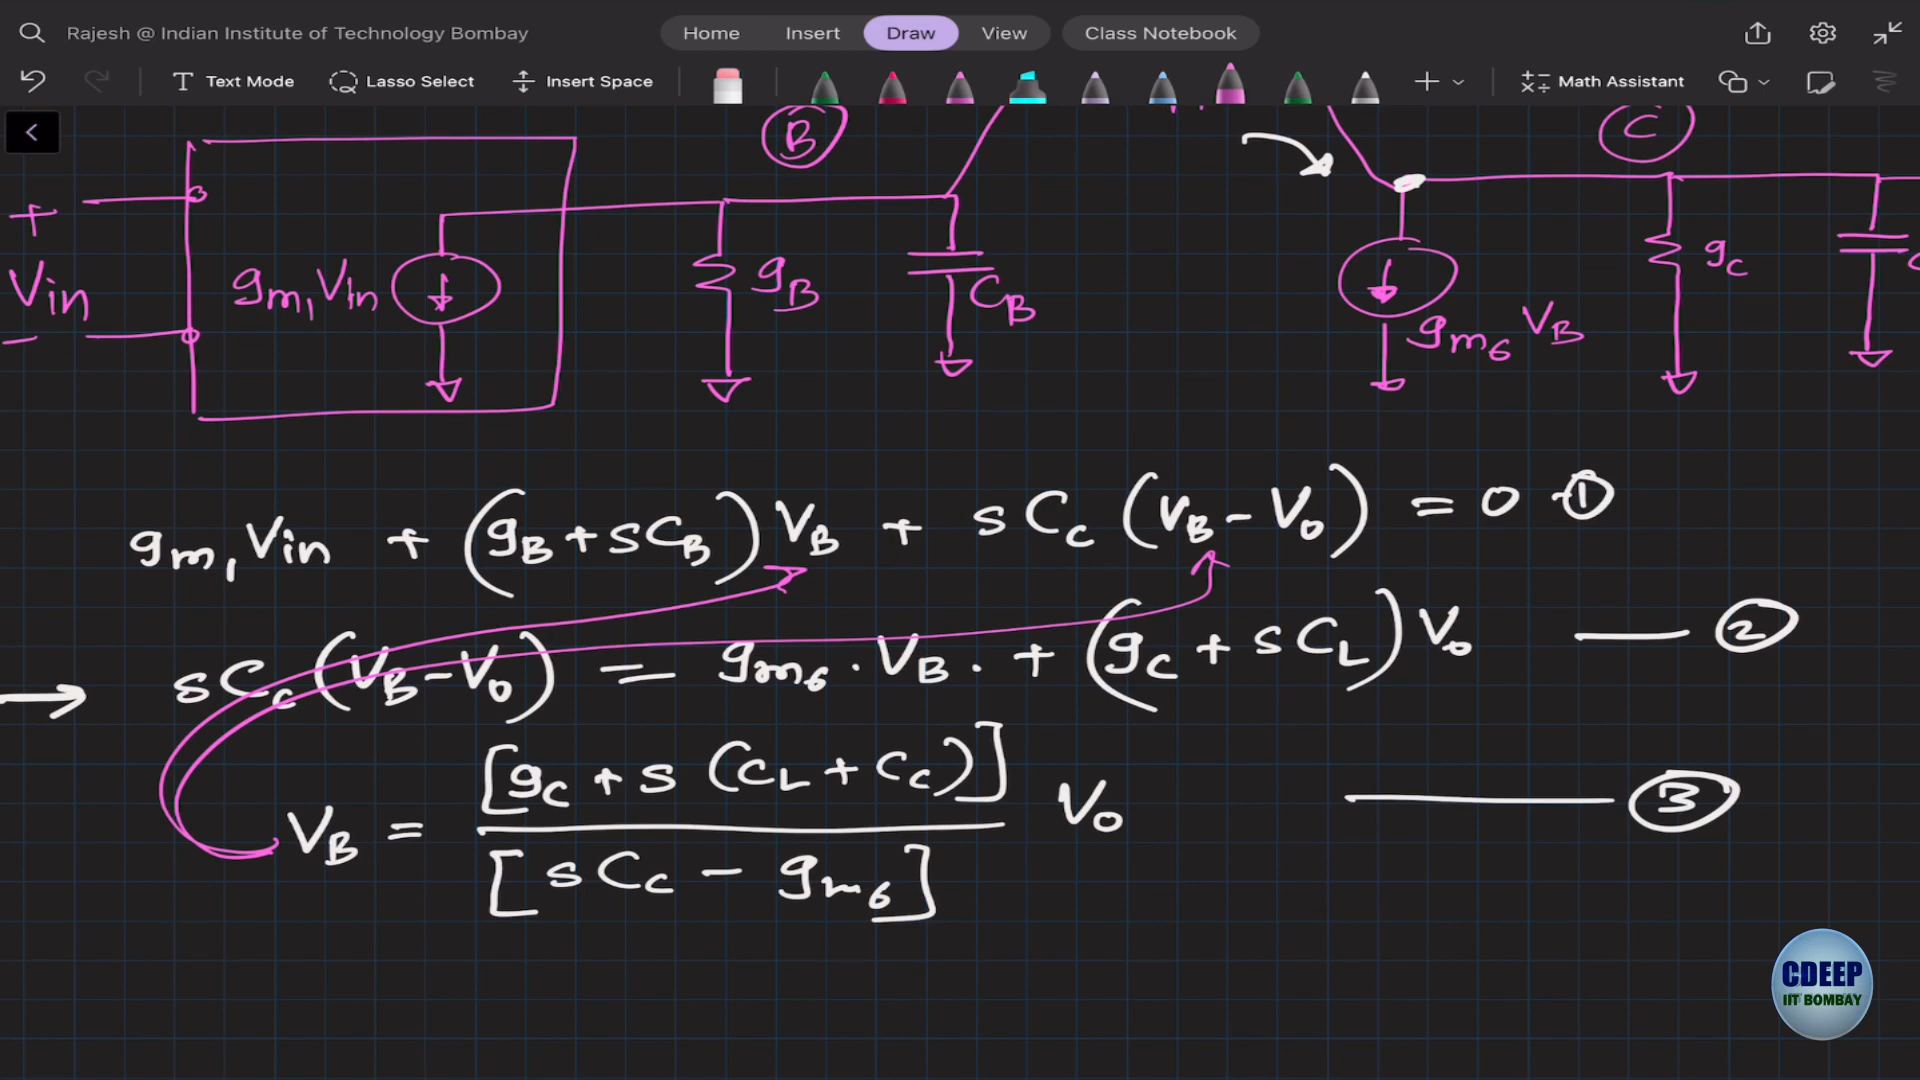 Rajesh @ Indian Institute of Technology Bombay Home Insert Draw View Class Notebook
Text Mode Lasso Select Insert Space Math Assistant
B C
+
Vin
-
gm1Vin gB CB gm6 VB gC
gm1Vin + (gB + sCB) VB + sCc (VB - Vo) = 0 - 1
→ sCc (VB - Vo) = gm6 . VB . + (gc + sCL) Vo — 2
VB = [gc + s (CL + Cc)] / [sCc - gm6] Vo — 3
CDEEP
IIT BOMBAY